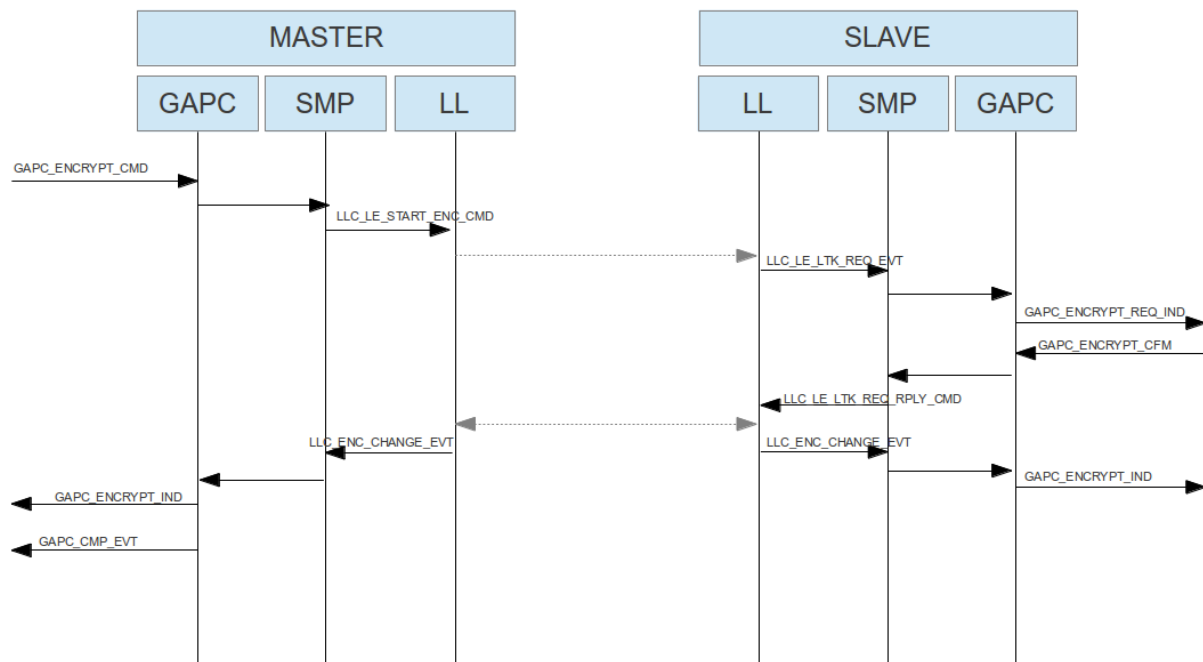 MASTER
SLAVE
GAPC
SMP
LL
LL
SMP
GAPC
GAPC_ENCRYPT_CMD
LLC_LE_START_ENC_CMD
LLC_LE_LTK_REQ_EVT
GAPC_ENCRYPT_REQ_IND
GAPC_ENCRYPT_CFM
LLC_LE_LTK_REQ_RPLY_CMD
LLC_ENC_CHANGE_EVT
LLC_ENC_CHANGE_EVT
GAPC_ENCRYPT_IND
GAPC_ENCRYPT_IND
GAPC_CMP_EVT